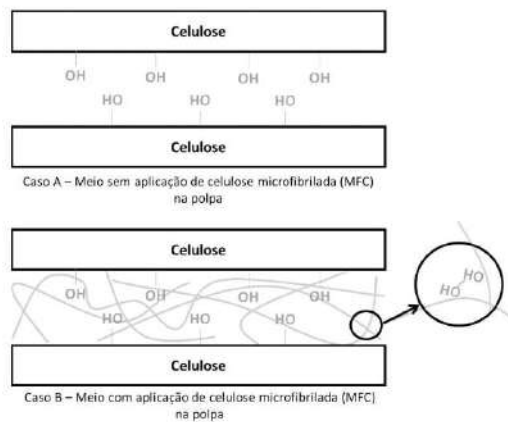 Celulose
OH OH OH OH
HO HO HO
Celulose
Caso A – Meio sem aplicação de celulose microfibrilada (MFC)
na polpa
Celulose
OH OH OH OH
HO HO HO
HO
HO
Celulose
Caso B – Meio com aplicação de celulose microfibrilada (MFC)
na polpa